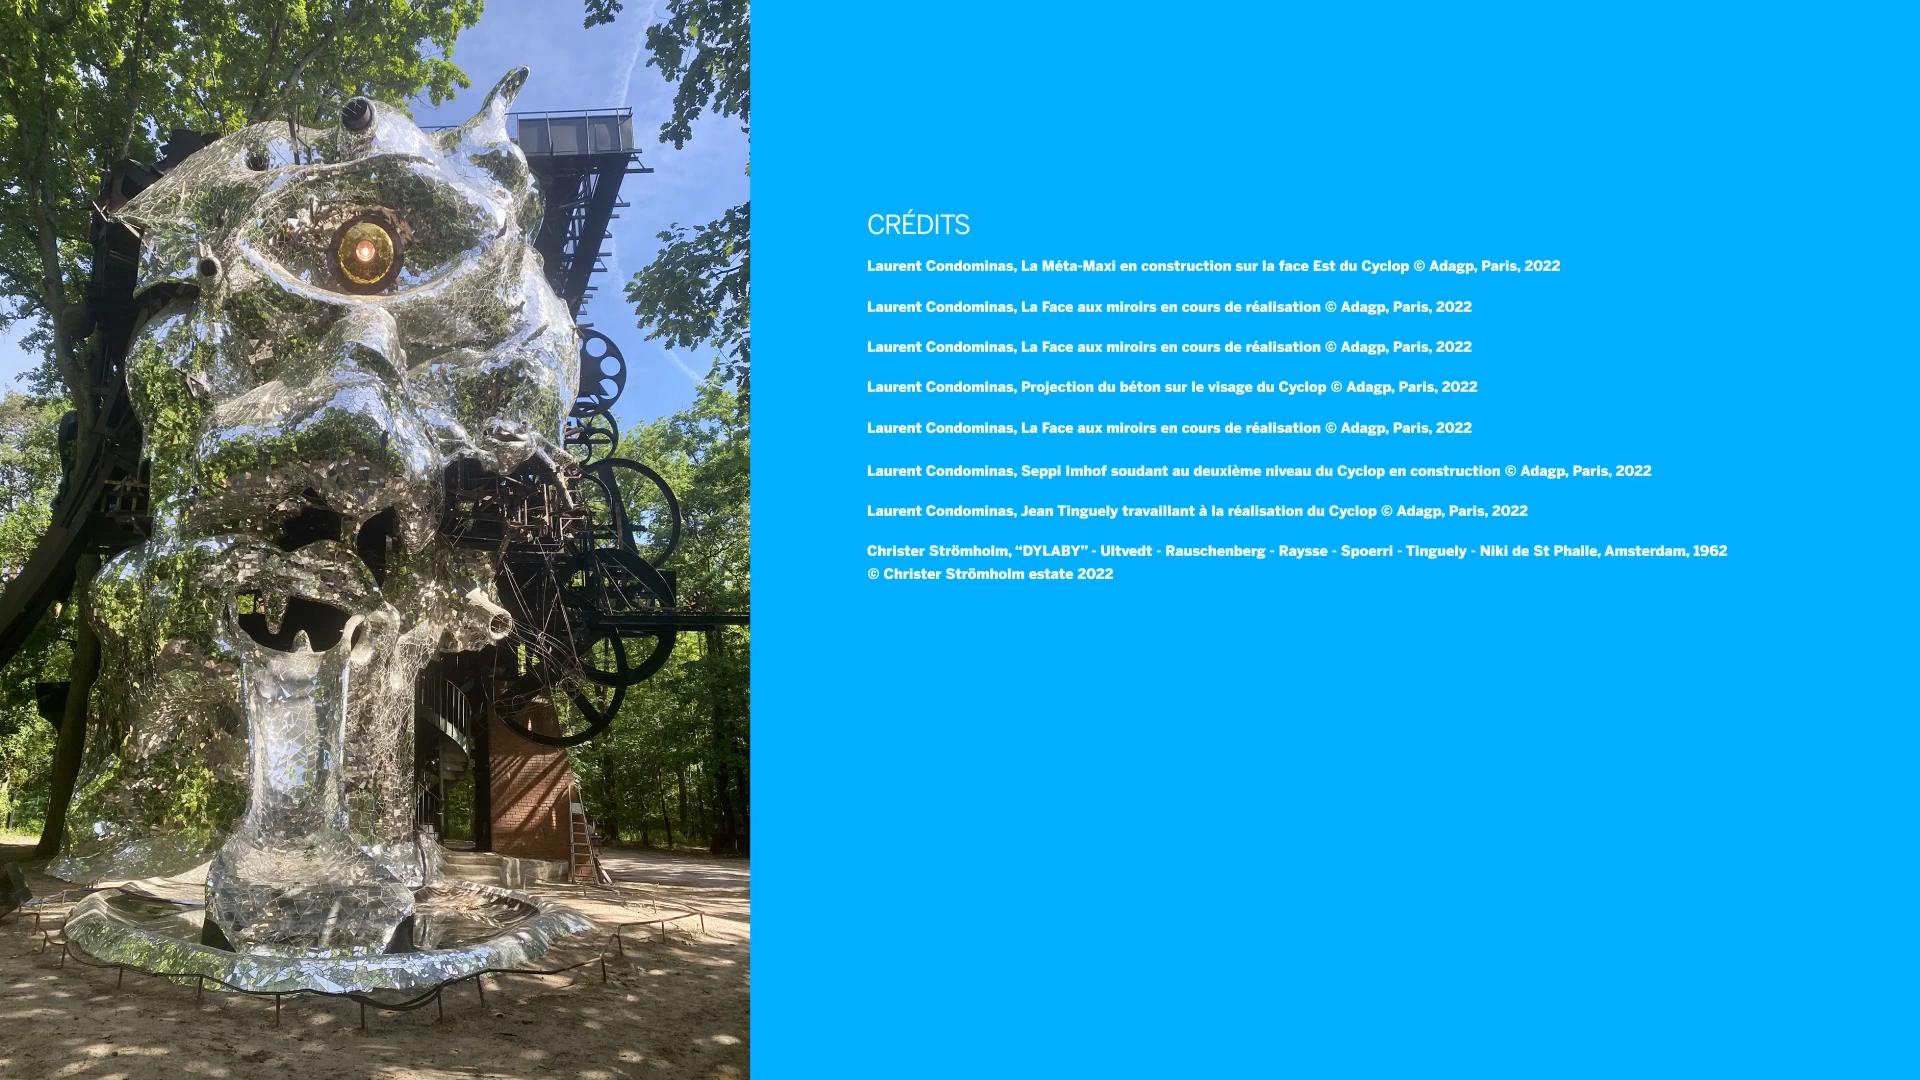 CRÉDITS
Laurent Condominas, La Méta-Maxi en construction sur la face Est du Cyclop © Adagp, Paris, 2022
Laurent Condominas, La Face aux miroirs en cours de réalisation © Adagp, Paris, 2022
Laurent Condominas, La Face aux miroirs en cours de réalisation © Adagp, Paris, 2022
Laurent Condominas, Projection du béton sur le visage du Cyclop © Adagp, Paris, 2022
Laurent Condominas, La Face aux miroirs en cours de réalisation © Adagp, Paris, 2022
Laurent Condominas, Seppi Imhof soudant au deuxième niveau du Cyclop en construction © Adagp, Paris, 2022
Laurent Condominas, Jean Tinguely travaillant à la réalisation du Cyclop © Adagp, Paris, 2022
Christer Strömholm, “DYLABY” - Ultvedt - Rauschenberg - Raysse - Spoerri - Tinguely - Niki de St Phalle, Amsterdam, 1962
© Christer Strömholm estate 2022